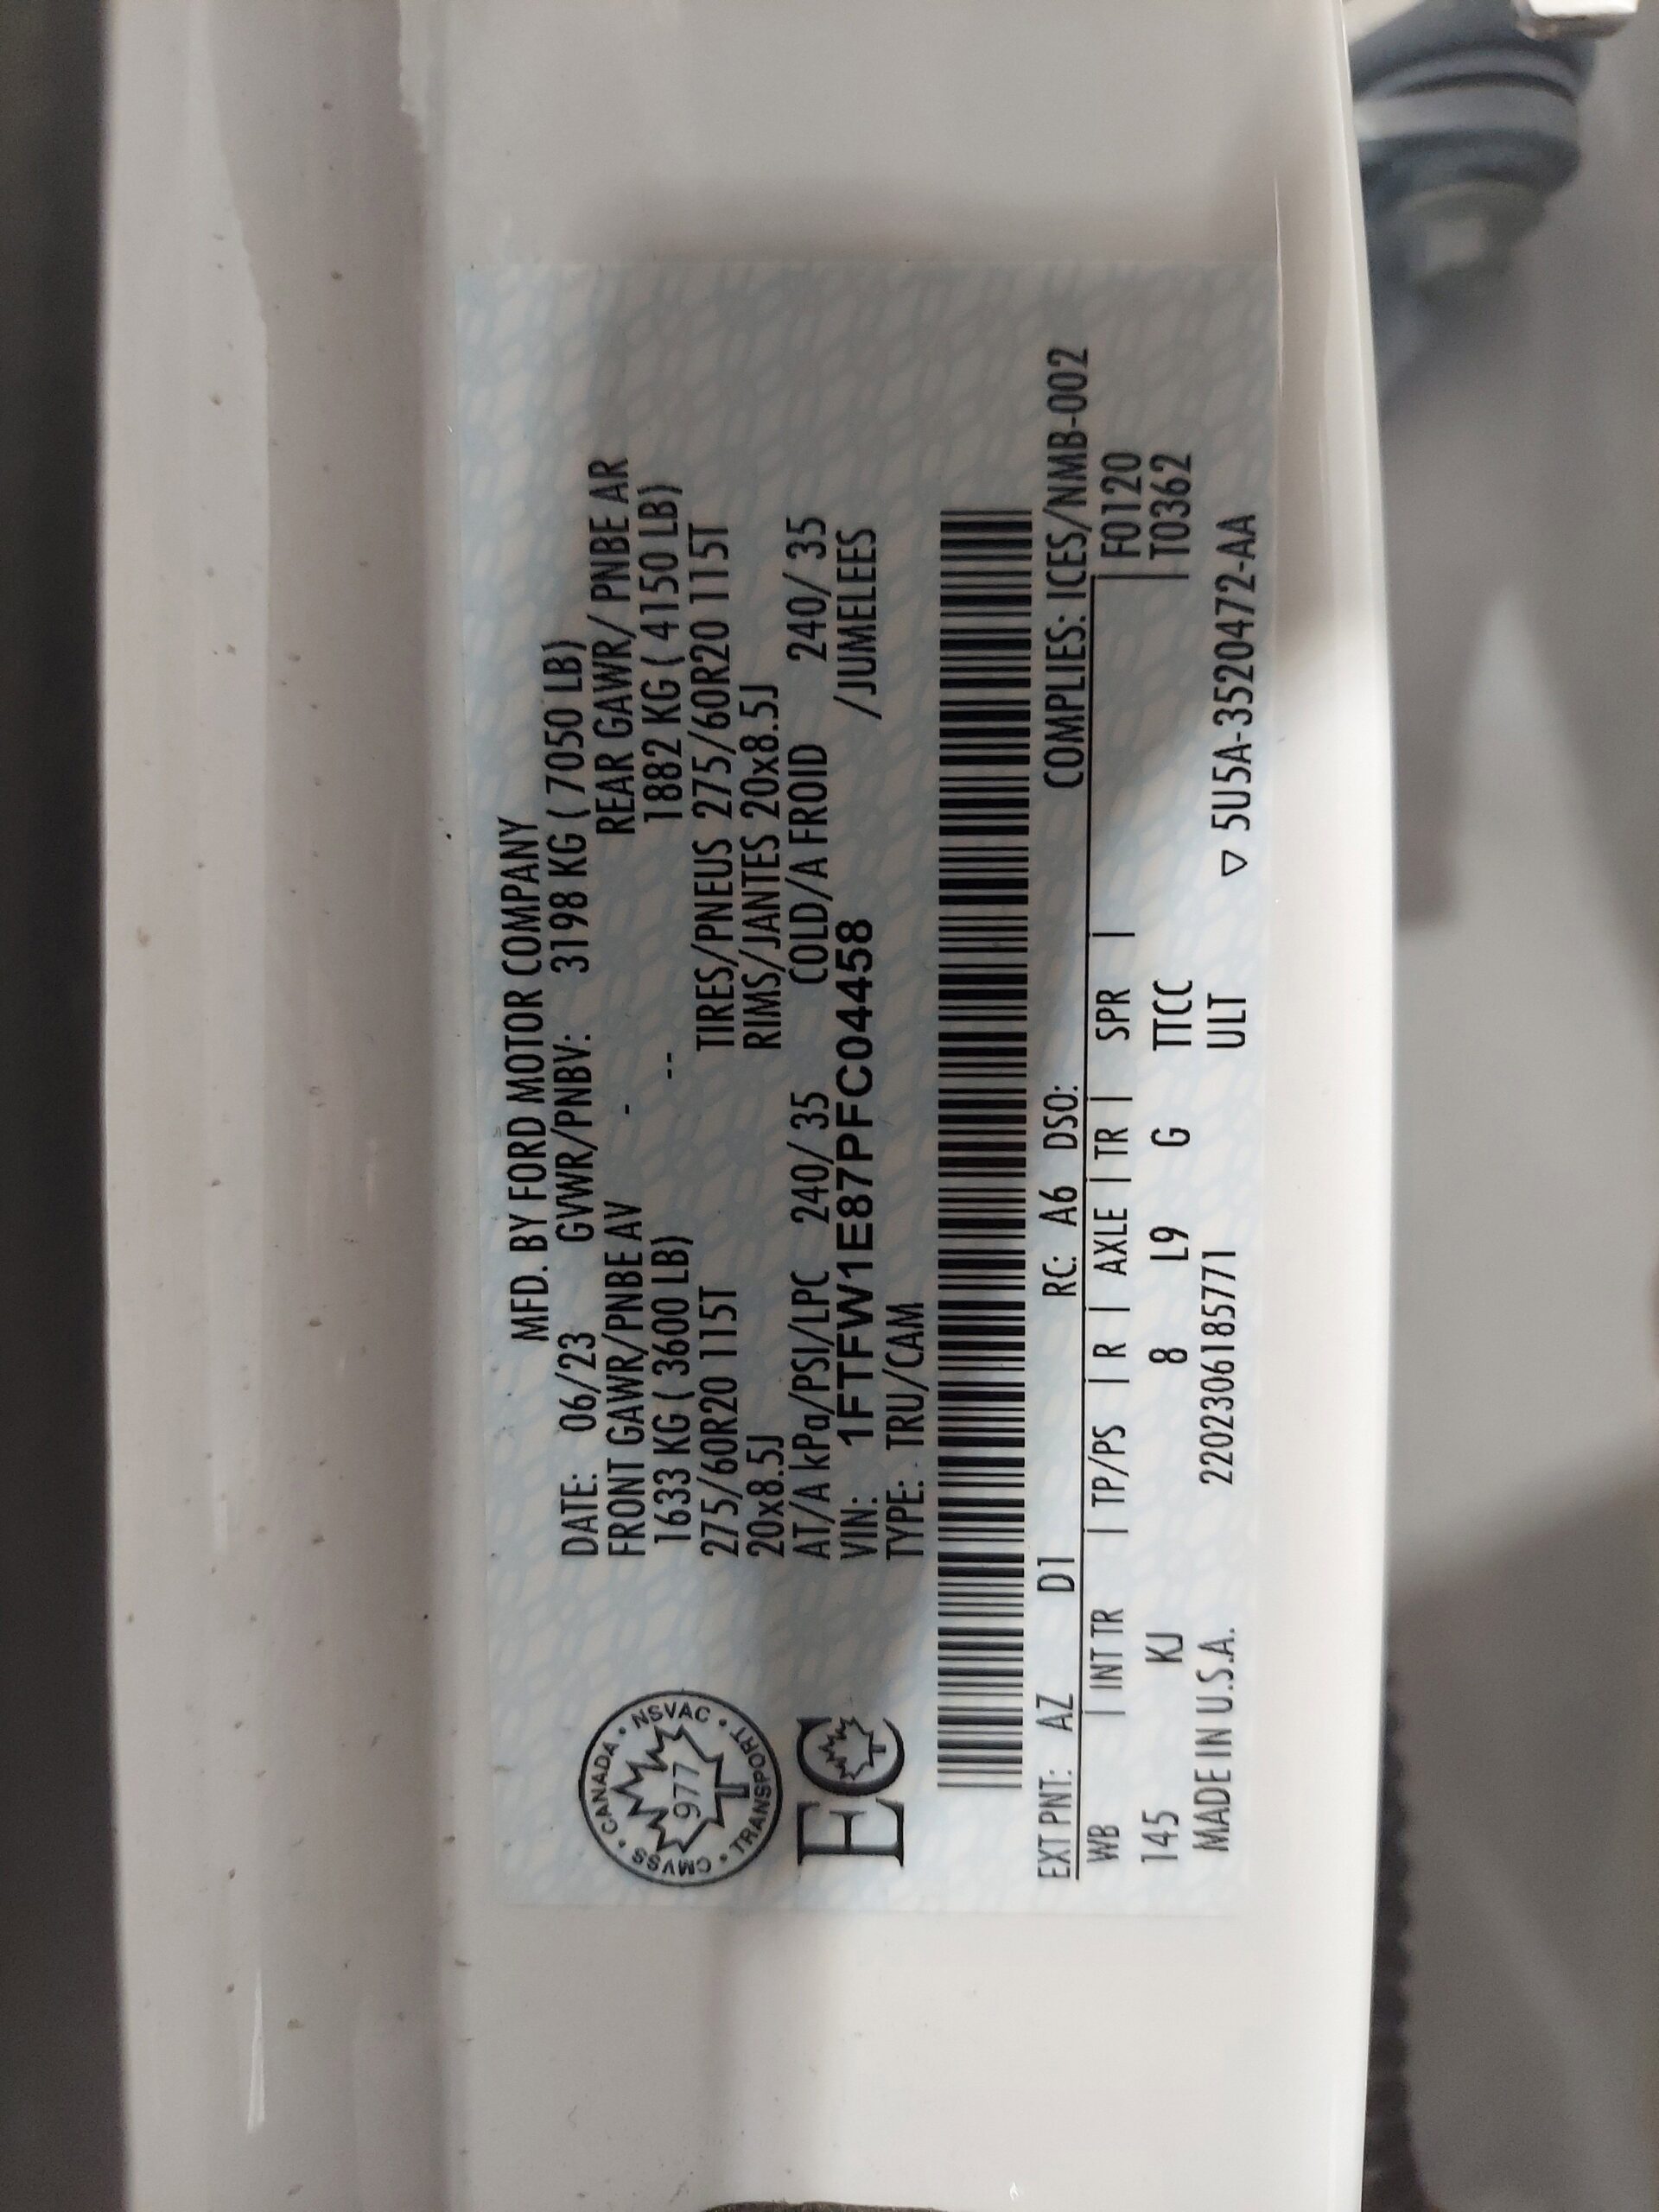 MFD. BY FORD MOTOR COMPANY
DATE: 06/23 GVWR/PNBV: 3198 KG ( 7050 LB)
FRONT GAWR/PNBE AV - REAR GAWR/ PNBE AR
1633 KG ( 3600 LB) -- 1882 KG ( 4150 LB)
275/60R20 115T TIRES/PNEUS 275/60R20 115T
20x8.5J RIMS/JANTES 20x8.5J
AT/A kPa/PSI/LPC 240/ 35 COLD/A FROID 240/ 35
VIN: 1FTFW1E87PFC04458 /JUMELEES
TYPE: TRU/CAM
CANADA • NSVAC • TRANSPORT • CMVSS •
977
EC
COMPLIES: ICES/NMB-002
EXT PNT: AZ D1 RC: A6 DSO:
WB | INT TR | TP/PS | R | AXLE | TR | SPR | | F0120
145 KJ 8 L9 G TTCC T0362
MADE IN U.S.A. 220230618577 1 ULT ▽ 5U5A-3520472-AA